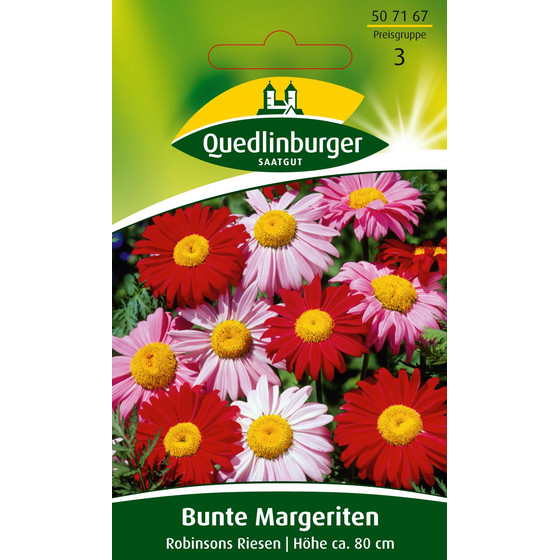 50 71 67
Preisgruppe
3
Quedlinburger
SAATGUT
Bunte Margeriten
Robinsons Riesen | Höhe ca. 80 cm